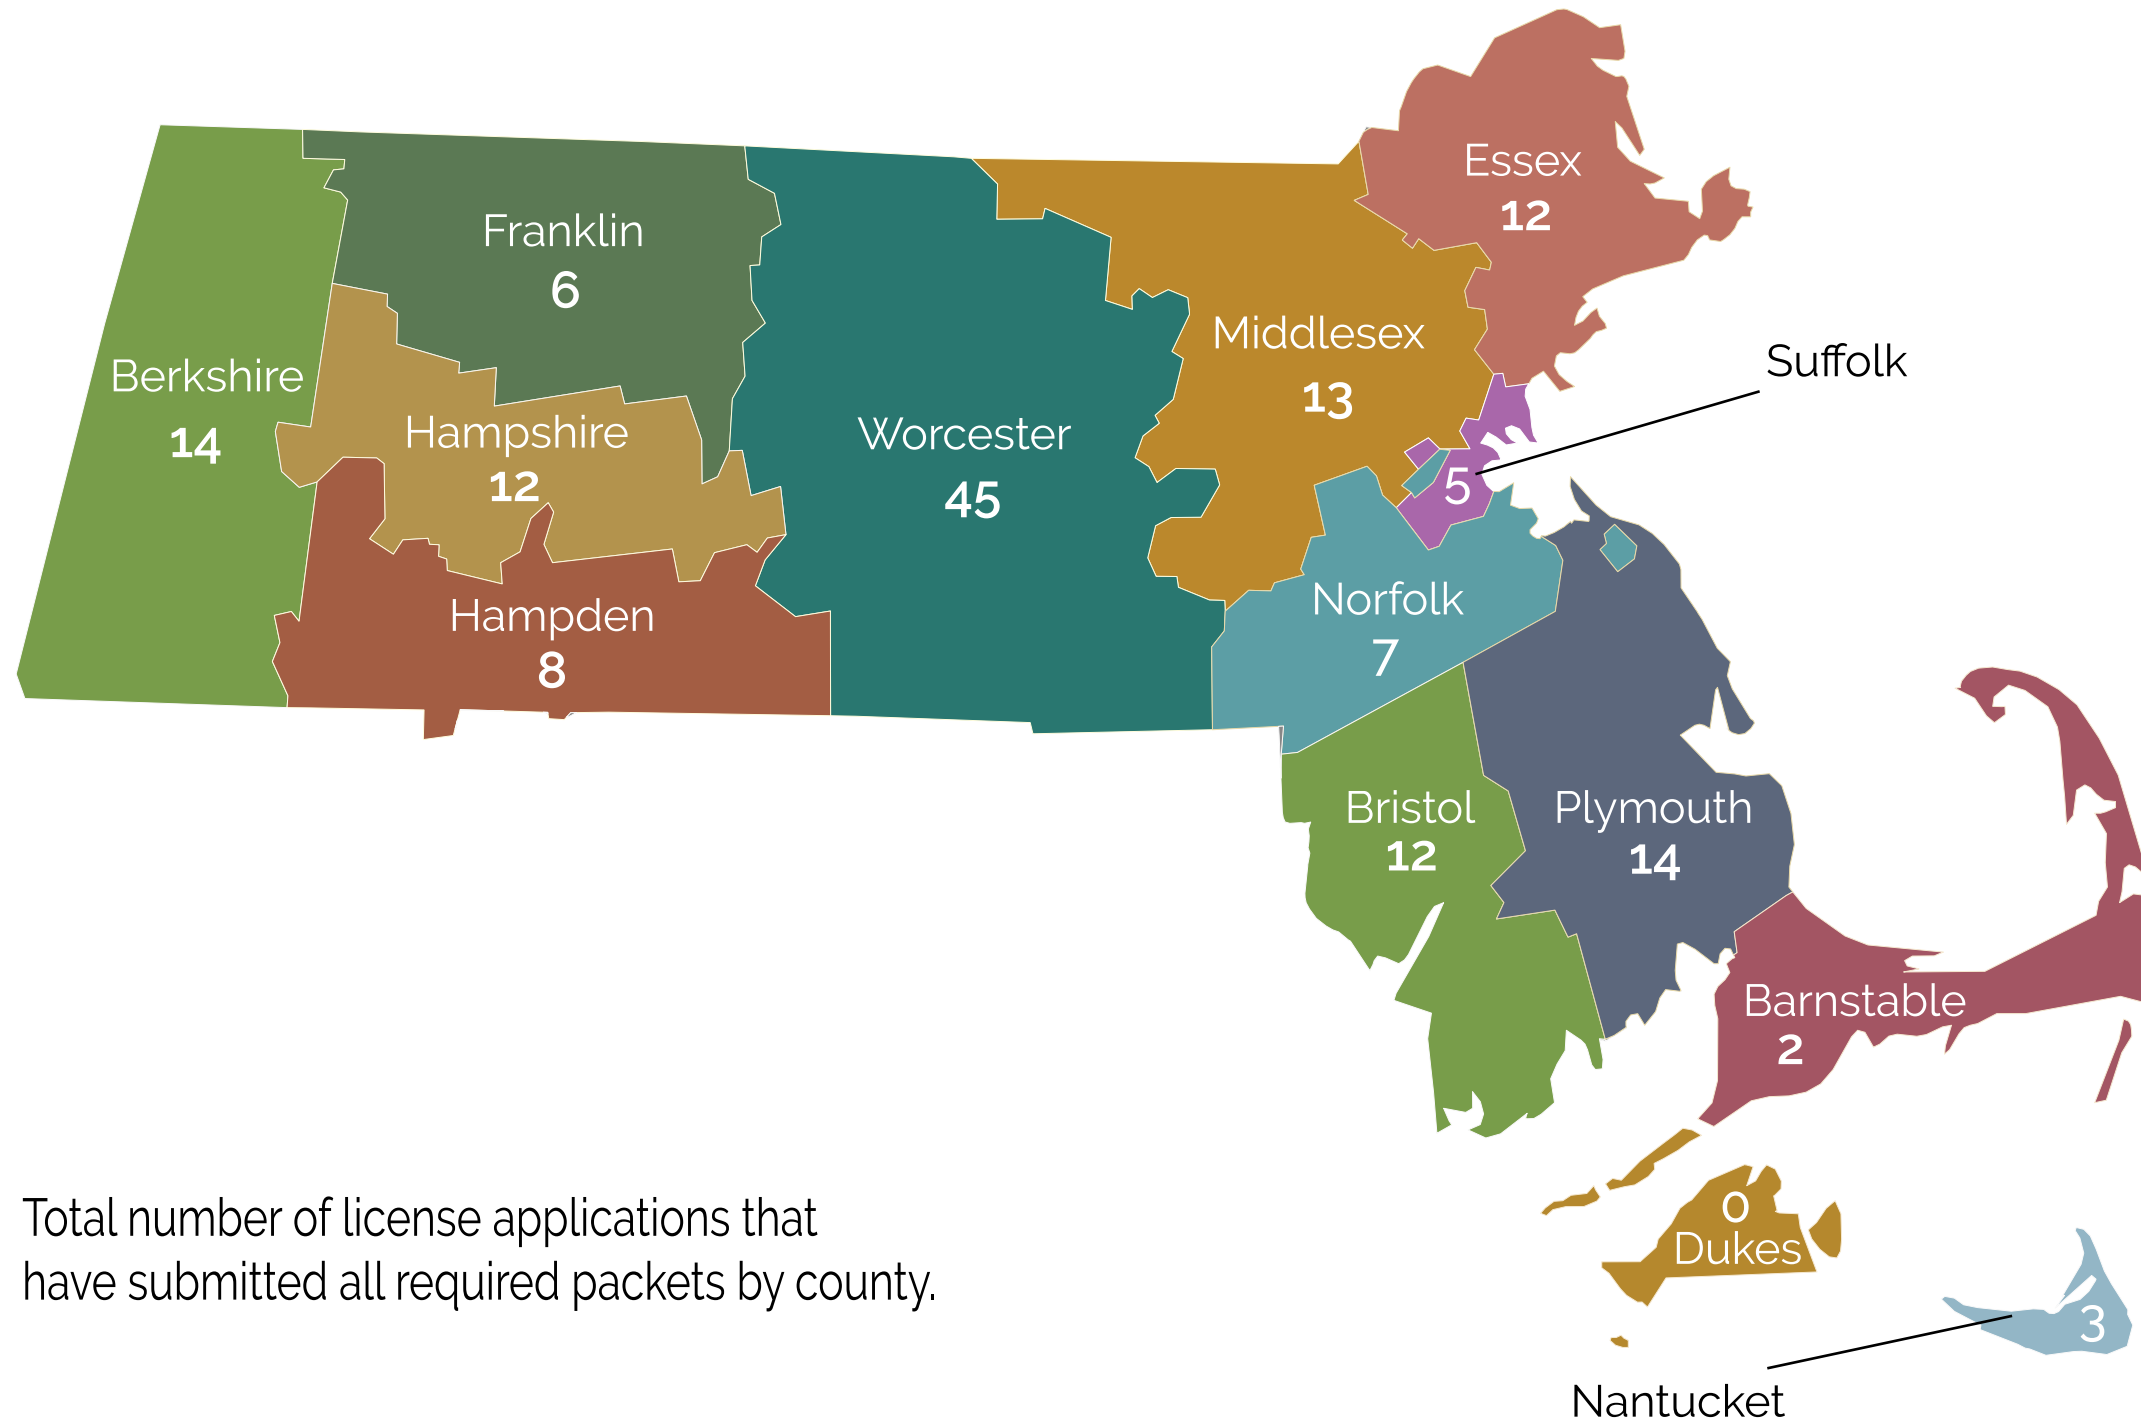 Essex
12
Franklin
6
Middlesex
13
Suffolk
5
Berkshire
14
Hampshire
12
Worcester
45
Hampden
8
Norfolk
7
Bristol
12
Plymouth
14
Barnstable
2
0
Dukes
3
Nantucket
Total number of license applications that
have submitted all required packets by county.